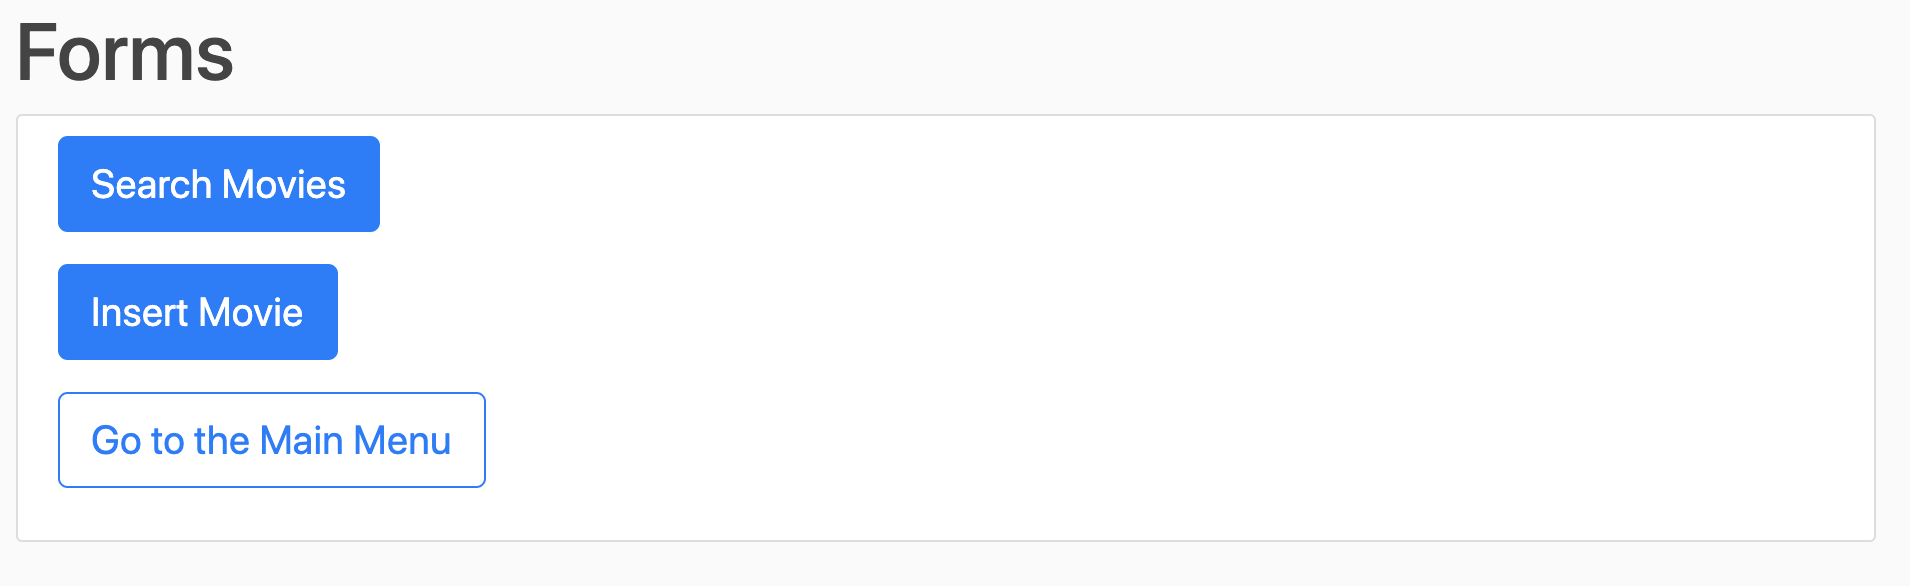 Forms
Search Movies
Insert Movie
Go to the Main Menu